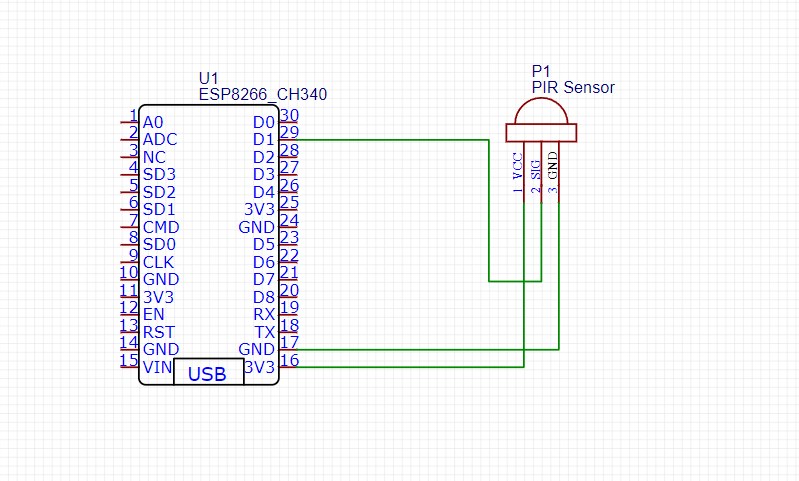 U1
ESP8266_CH340
1 A0 D0 30
2 ADC D1 29
3 NC D2 28
4 SD3 D3 27
5 SD2 D4 26
6 SD1 3V3 25
7 CMD GND 24
8 SD0 D5 23
9 CLK D6 22
10 GND D7 21
11 3V3 D8 20
12 EN RX 19
13 RST TX 18
14 GND GND 17
15 VIN 3V3 16
USB
P1
PIR Sensor
1 VCC
2 SIG
3 GND